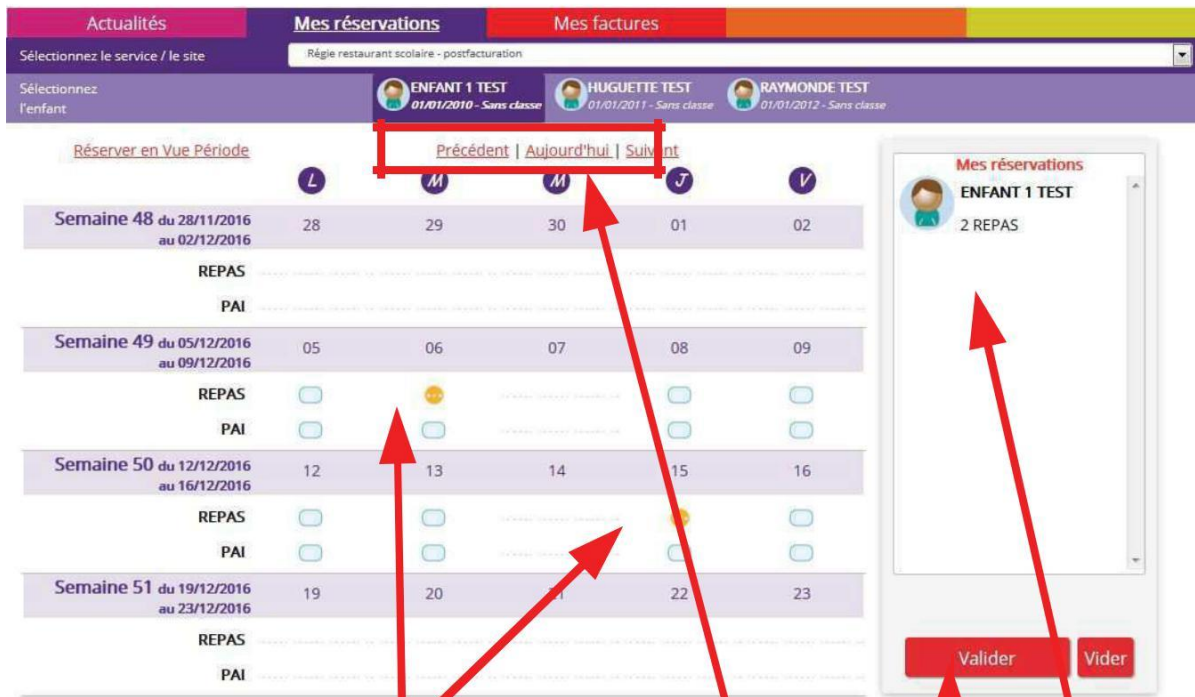 Actualités Mes réservations Mes factures
Sélectionnez le service / le site Régie restaurant scolaire - postfacturation
Sélectionnez
l'enfant
ENFANT 1 TEST HUGUETTE TEST RAYMONDE TEST
01/01/2010 - Sans classe 01/01/2011 - Sans classe 01/01/2012 - Sans classe
Réserver en Vue Période Précédent | Aujourd'hui | Suivant
L M M J V
Semaine 48 du 28/11/2016 28 29 30 01 02
au 02/12/2016
REPAS
PAI
Semaine 49 du 05/12/2016 05 06 07 08 09
au 09/12/2016
REPAS
PAI
Semaine 50 du 12/12/2016 12 13 14 15 16
au 16/12/2016
REPAS
PAI
Semaine 51 du 19/12/2016 19 20 21 22 23
au 23/12/2016
REPAS
PAI
Mes réservations
ENFANT 1 TEST
2 REPAS
Valider Vider